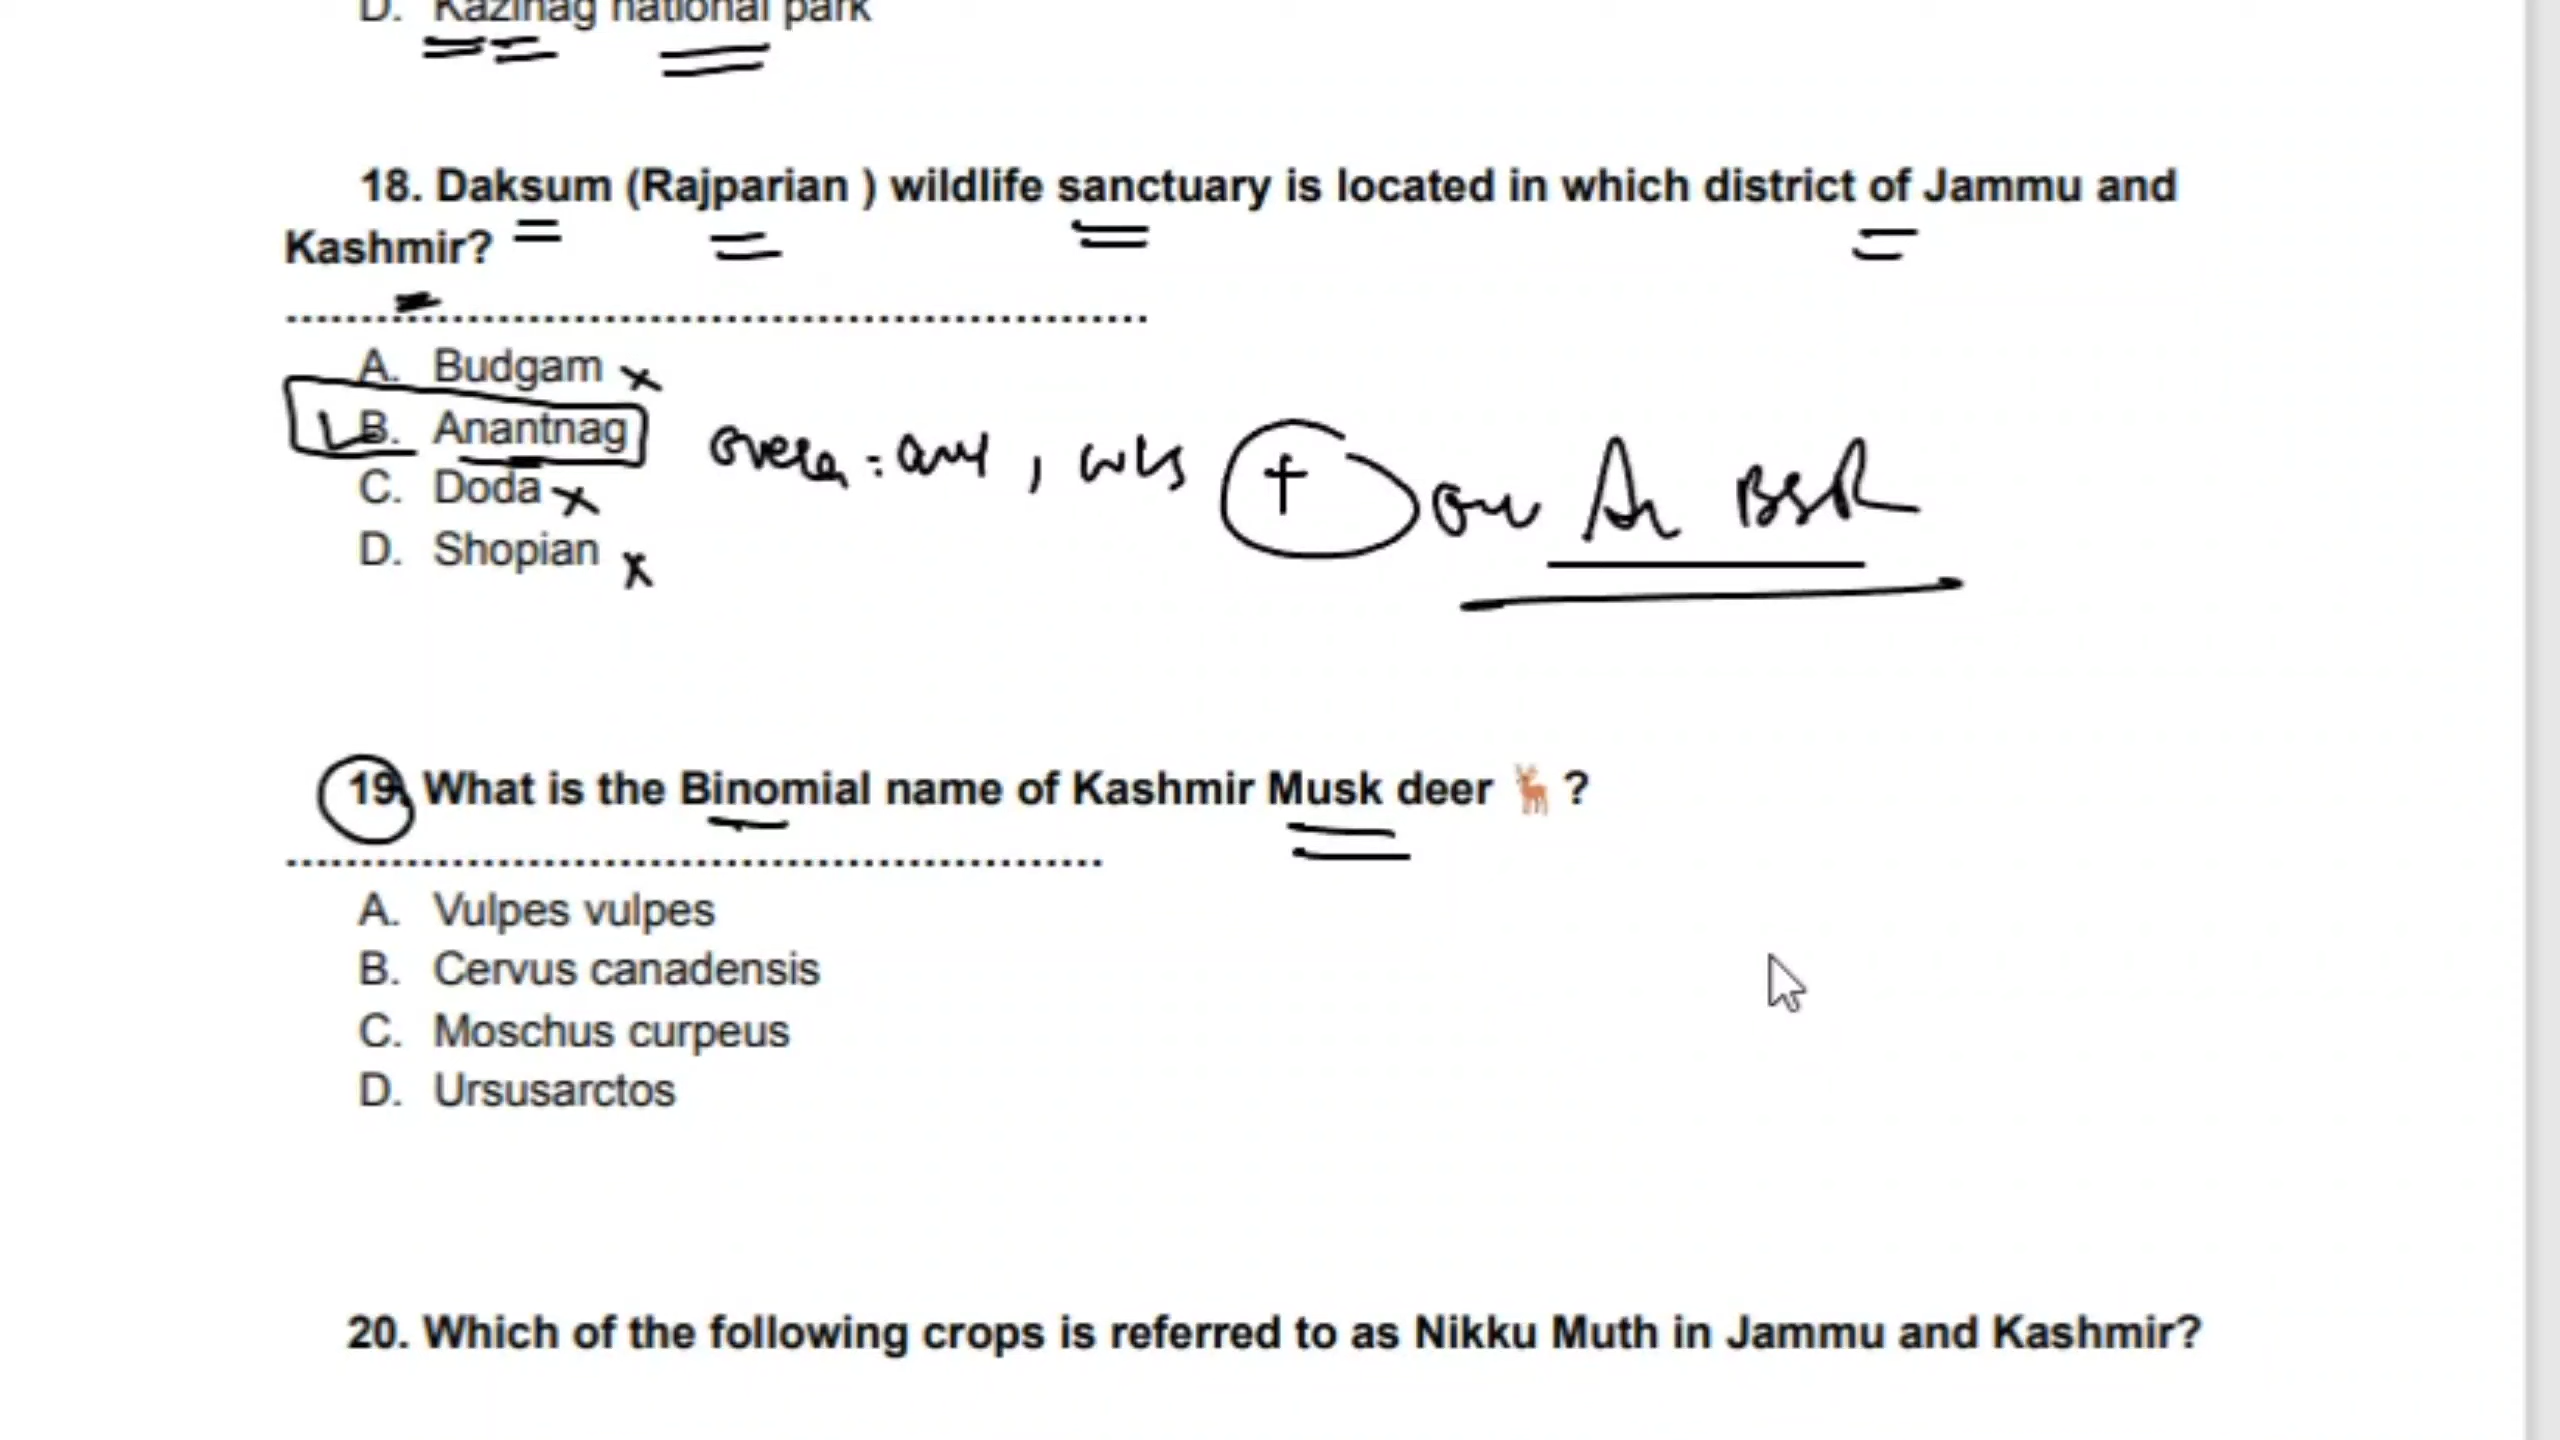 D. Kazinag national park
18. Daksum (Rajparian ) wildlife sanctuary is located in which district of Jammu and
Kashmir?
........................................................
A. Budgam x
B. Anantnag
C. Doda x
D. Shopian x
19. What is the Binomial name of Kashmir Musk deer 🦌 ?
........................................................
A. Vulpes vulpes
B. Cervus canadensis
C. Moschus curpeus
D. Ursusarctos
20. Which of the following crops is referred to as Nikku Muth in Jammu and Kashmir?